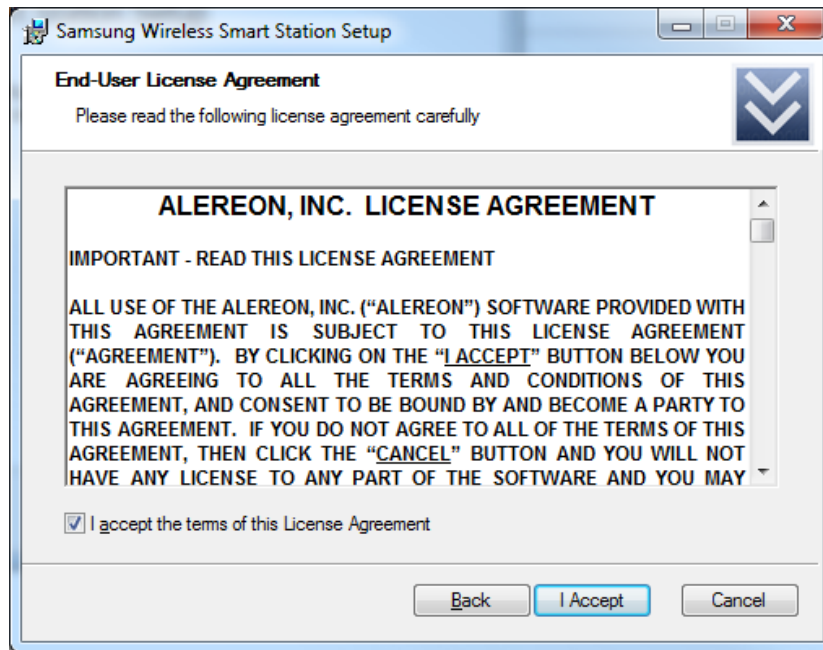 Samsung Wireless Smart Station Setup
End-User License Agreement
Please read the following license agreement carefully
ALEREON, INC.  LICENSE AGREEMENT
IMPORTANT - READ THIS LICENSE AGREEMENT
ALL USE OF THE ALEREON, INC. (“ALEREON”) SOFTWARE PROVIDED WITH
THIS AGREEMENT IS SUBJECT TO THIS LICENSE AGREEMENT
(“AGREEMENT”).  BY CLICKING ON THE “I ACCEPT” BUTTON BELOW YOU
ARE AGREEING TO ALL THE TERMS AND CONDITIONS OF THIS
AGREEMENT, AND CONSENT TO BE BOUND BY AND BECOME A PARTY TO
THIS AGREEMENT.  IF YOU DO NOT AGREE TO ALL OF THE TERMS OF THIS
AGREEMENT, THEN CLICK THE “CANCEL” BUTTON AND YOU WILL NOT
HAVE ANY LICENSE TO ANY PART OF THE SOFTWARE AND YOU MAY
I accept the terms of this License Agreement
Back
I Accept
Cancel